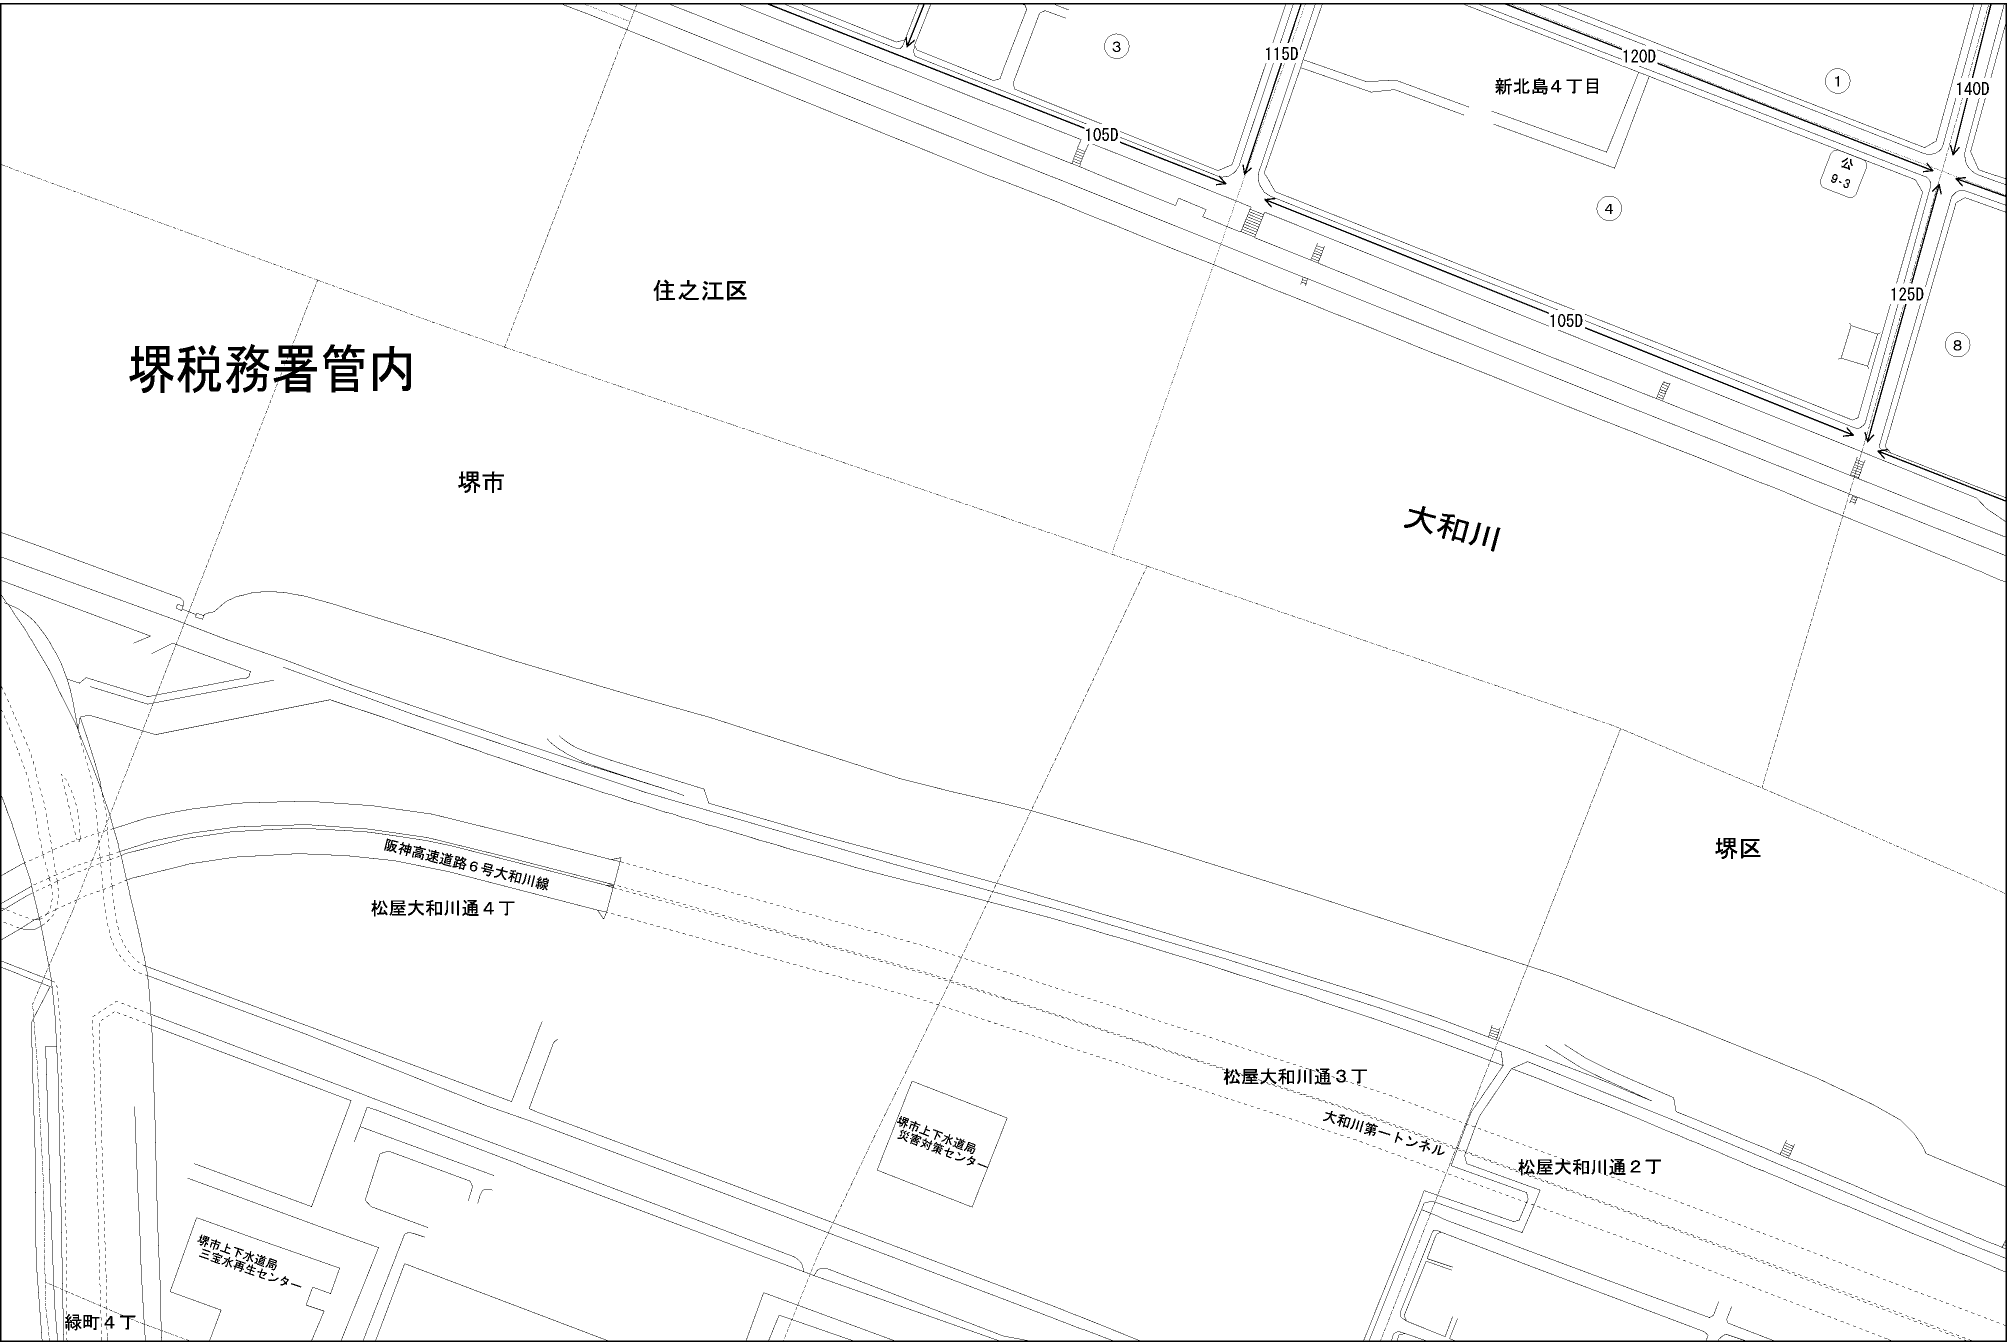 ③
115D
120D
新北島４丁目
①
140D
105D
公
9-3
④
住之江区
125D
105D
⑧
堺税務署管内
堺市
大和川
堺区
阪神高速道路６号大和川線
松屋大和川通４丁
松屋大和川通３丁
大和川第一トンネル
堺市上下水道局
災害対策センター
松屋大和川通２丁
堺市上下水道局
三宝水再生センター
緑町４丁